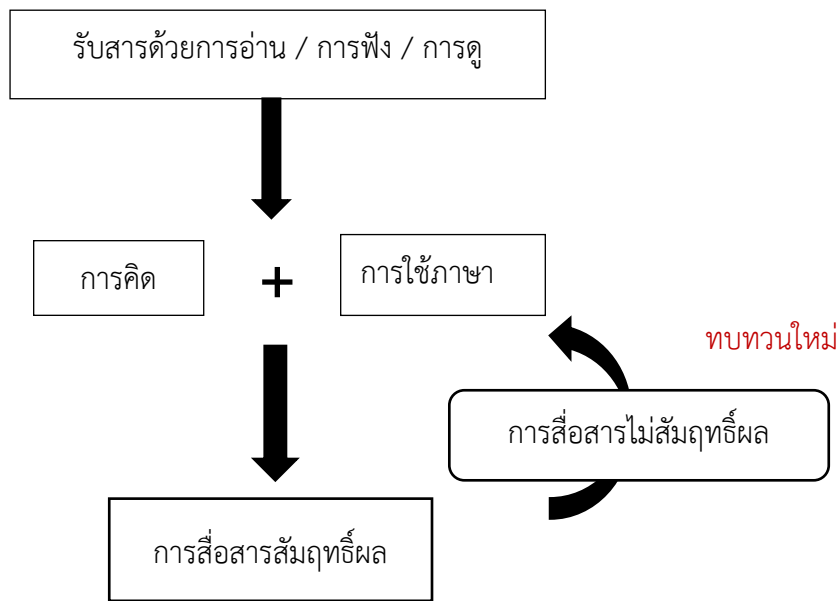 รับสารด้วยการอ่าน / การฟัง / การดู
การคิด
+
การใช้ภาษา
ทบทวนใหม่
การสื่อสารไม่สัมฤทธิ์ผล
การสื่อสารสัมฤทธิ์ผล